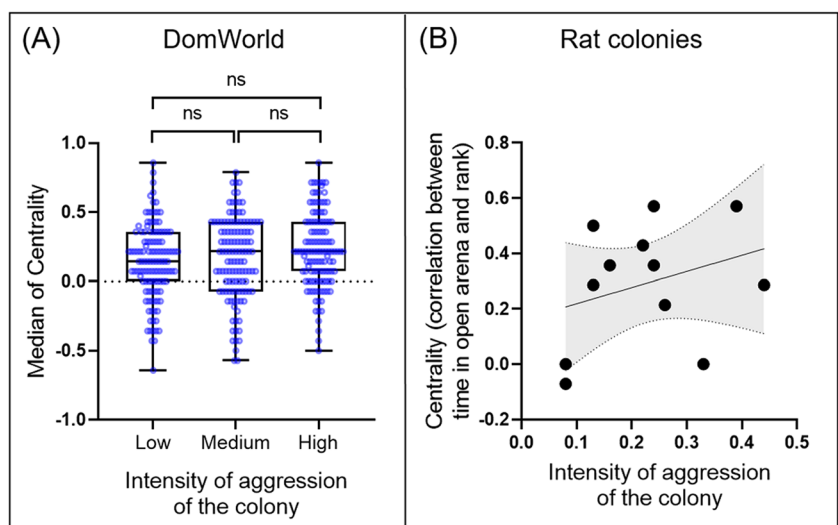 (A)
DomWorld
ns
ns
ns
1.0
0.5
0.0
-0.5
-1.0
Median of Centrality
Low
Medium
High
Intensity of aggression
of the colony
(B)
Rat colonies
0.8
0.6
0.4
0.2
0.0
-0.2
Centrality (correlation between
time in open arena and rank)
0.0
0.1
0.2
0.3
0.4
0.5
Intensity of aggression
of the colony